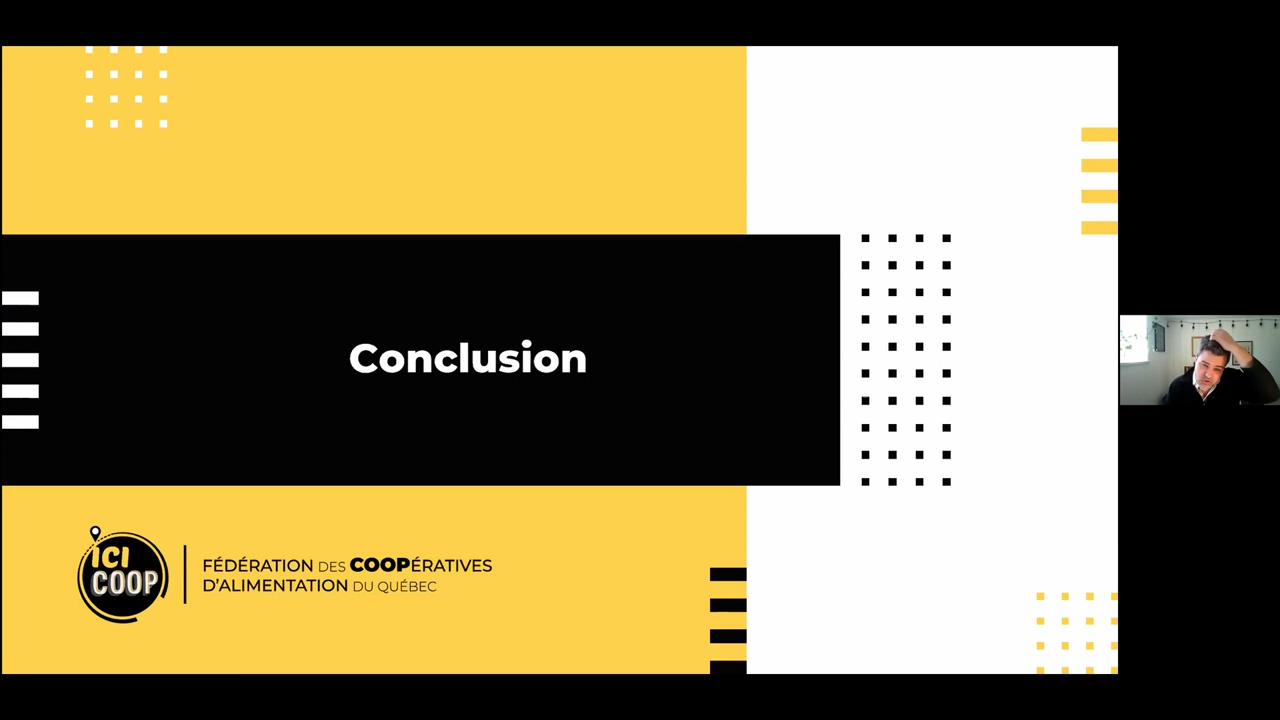 Conclusion
iCI
COOP
FÉDÉRATION DES COOPÉRATIVES
D'ALIMENTATION DU QUÉBEC